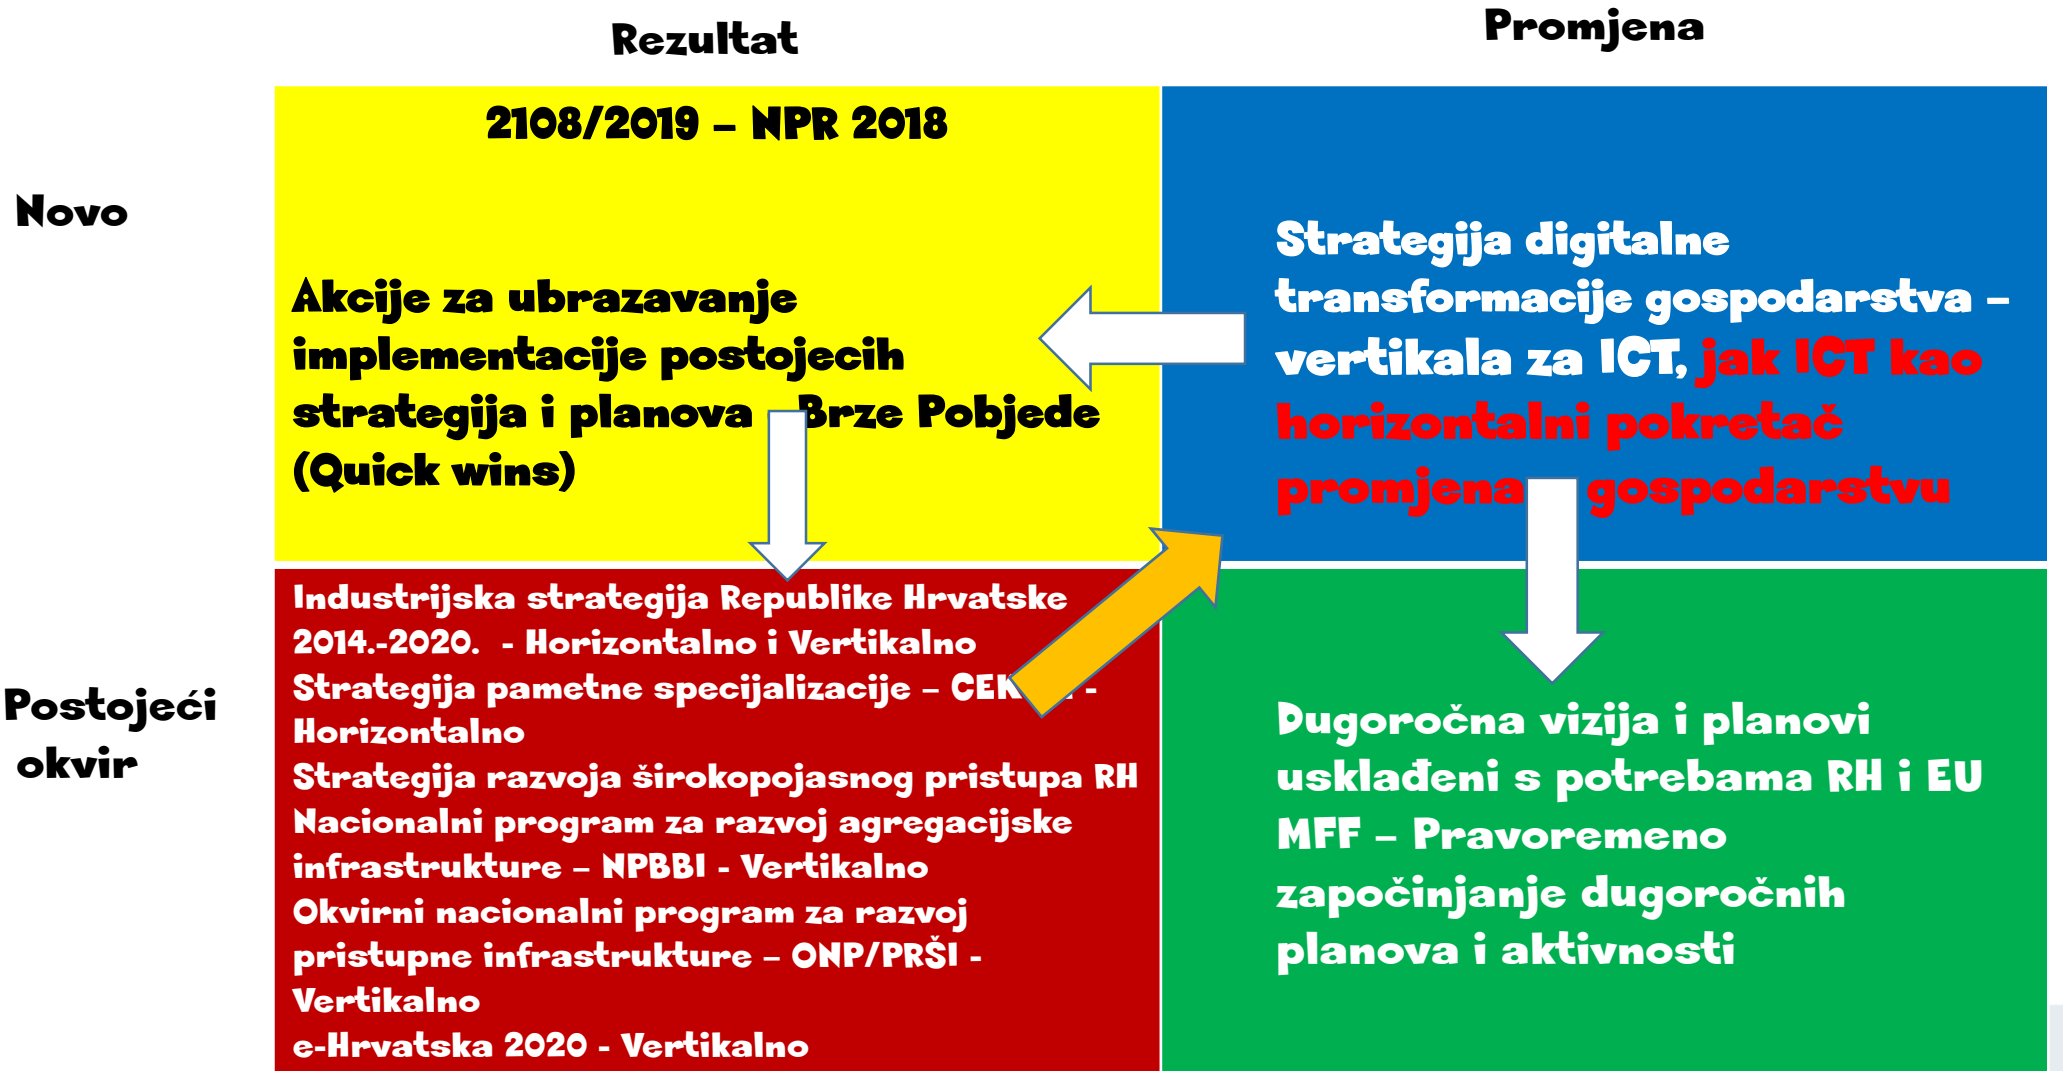 Rezultat
Promjena
Novo
2108/2019 – NPR 2018
Akcije za ubrazavanje
implementacije postojecih
strategija i planova Brze Pobjede
(Quick wins)
Strategija digitalne
transformacije gospodarstva –
vertikala za ICT, jak ICT kao
horizontalni pokretač
promjena gospodarstvu
Postojeći
okvir
Industrijska strategija Republike Hrvatske
2014.-2020. - Horizontalno i Vertikalno
Strategija pametne specijalizacije – -
Horizontalno
Strategija razvoja širokopojasnog pristupa RH
Nacionalni program za razvoj agregacijske
infrastrukture – NPBBI - Vertikalno
Okvirni nacionalni program za razvoj
pristupne infrastrukture – ONP/PRŠI -
Vertikalno
e-Hrvatska 2020 - Vertikalno
Dugoročna vizija i planovi
usklađeni s potrebama RH i EU
MFF – Pravoremeno
započinjanje dugoročnih
planova i aktivnosti